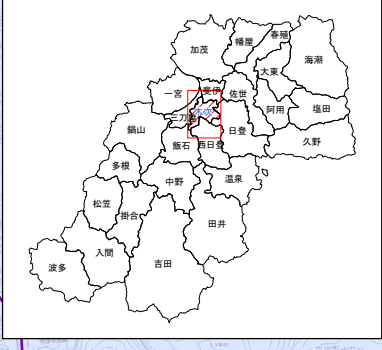 春殖
幡屋
加茂
海潮
大東
一宮
斐伊
佐世
木次
塩田
阿用
三刀屋
鍋山
日登
久野
飯石
西日登
多根
中野
温泉
松笠
掛合
田井
入間
吉田
波多